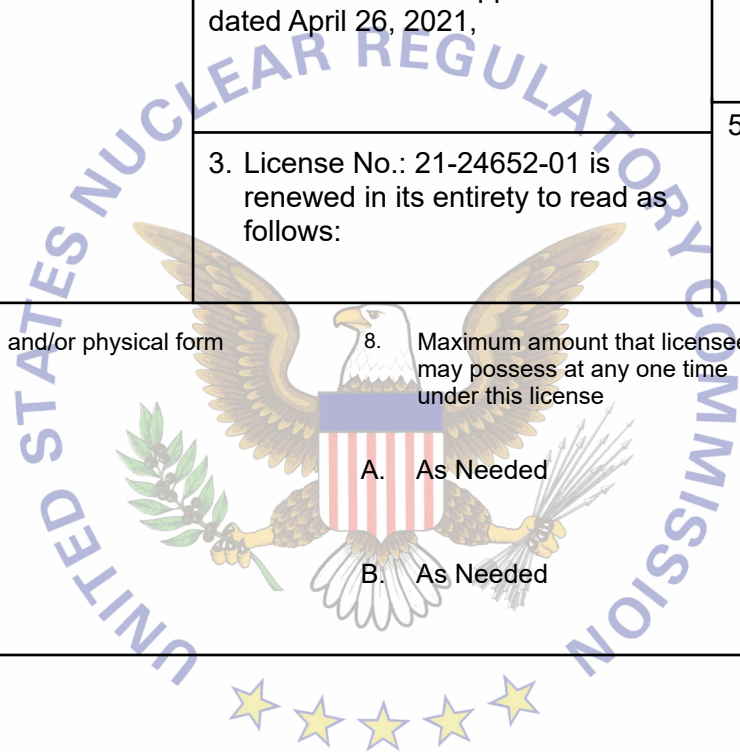 dated April 26, 2021,
5
3. License No.: 21-24652-01 is
renewed in its entirety to read as
follows:
and/or physical form
8. Maximum amount that licensee
may possess at any one time
under this license
A. As Needed
B. As Needed
UNITED STATES NUCLEAR REGULATORY COMMISSION